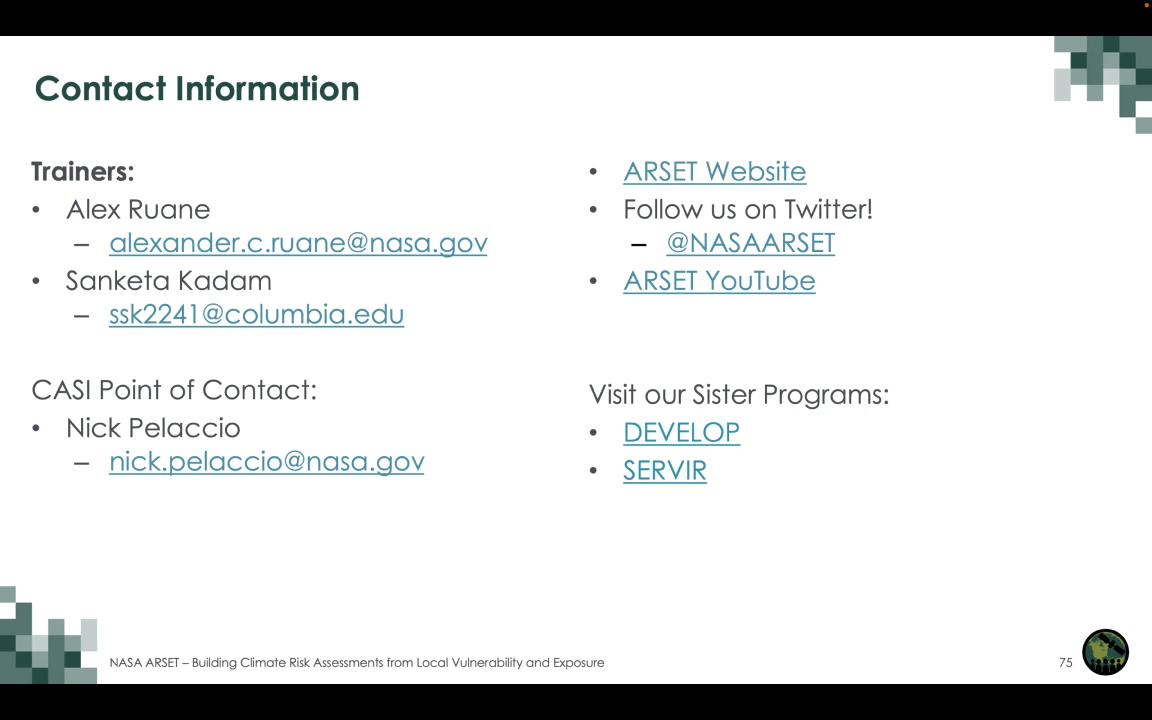 Contact Information
Trainers:
• Alex Ruane
– alexander.c.ruane@nasa.gov
• Sanketa Kadam
– ssk2241@columbia.edu
CASI Point of Contact:
• Nick Pelaccio
– nick.pelaccio@nasa.gov
• ARSET Website
• Follow us on Twitter!
– @NASAARSET
• ARSET YouTube
Visit our Sister Programs:
• DEVELOP
• SERVIR
NASA ARSET – Building Climate Risk Assessments from Local Vulnerability and Exposure
75